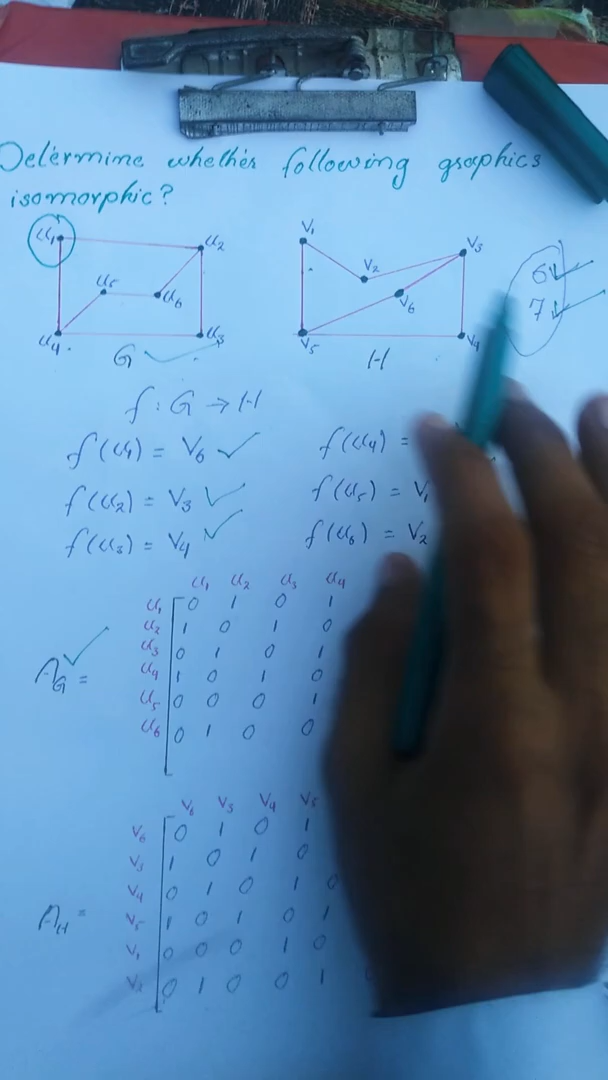 Determine whether following graphics
isomorphic?
u₁ u₂ u₅ u₆ u₄ u₃
G
V₁ V₂ V₃ V₆ V₅ V₄
H
6
7
f : G → H
f(u₁) = V₆ ✓ f(u₄) =
f(u₂) = V₃ ✓ f(u₅) = V₁
f(u₃) = V₄ ✓ f(u₆) = V₂
u₁ u₂ u₃ u₄
u₁ 0 1 0 1
u₂ 1 0 1 0
u₃ 0 1 0 1
A_G = u₄ 1 0 1 0
u₅ 0 0 0 1
u₆ 0 1 0 0
V₆ V₃ V₄ V₅
V₆ 0 1 0 1
V₃ 1 0 1 0
V₄ 0 1 0 1 0
A_H = V₅ 1 0 1 0 1
V₁ 0 0 0 1 0
V₂ 0 1 0 0 1